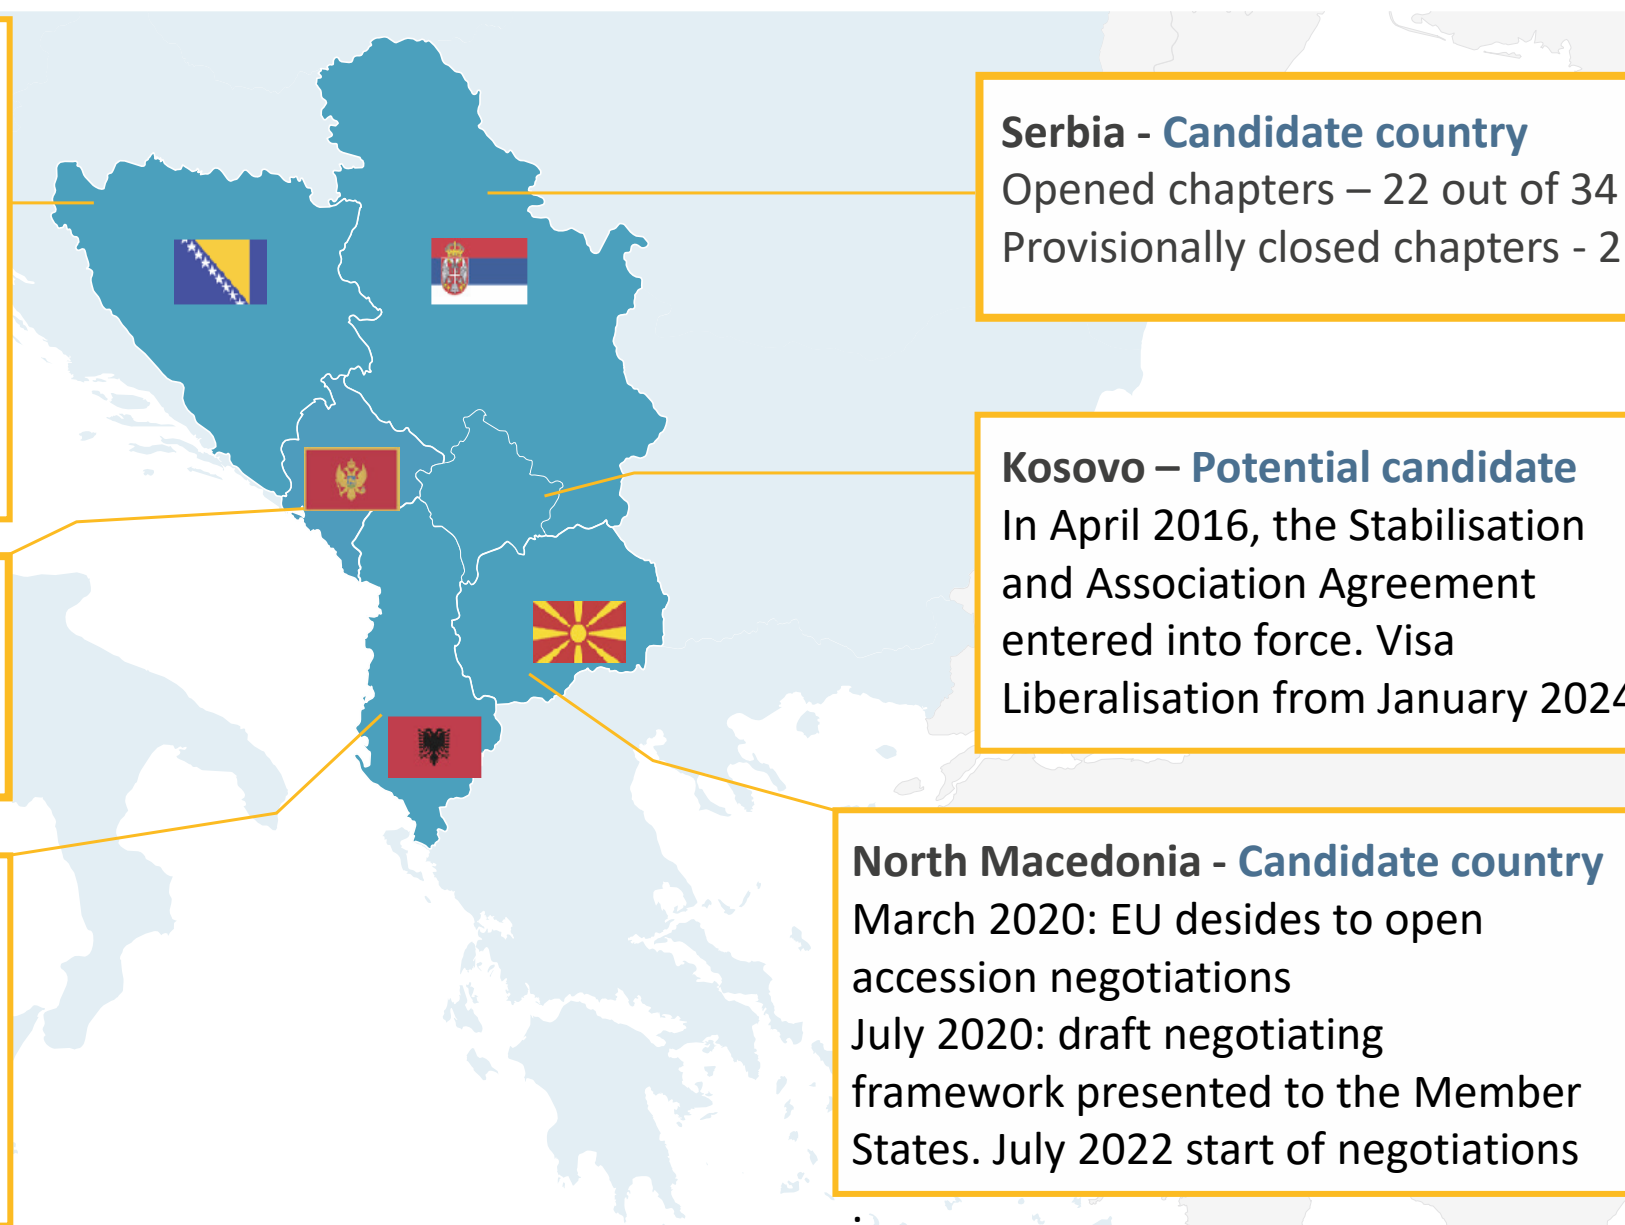 Serbia - Candidate country
Opened chapters – 22 out of 34
Provisionally closed chapters - 2
Kosovo – Potential candidate
In April 2016, the Stabilisation
and Association Agreement
entered into force. Visa
Liberalisation from January 2024
North Macedonia - Candidate country
March 2020: EU desides to open
accession negotiations
July 2020: draft negotiating
framework presented to the Member
States. July 2022 start of negotiations